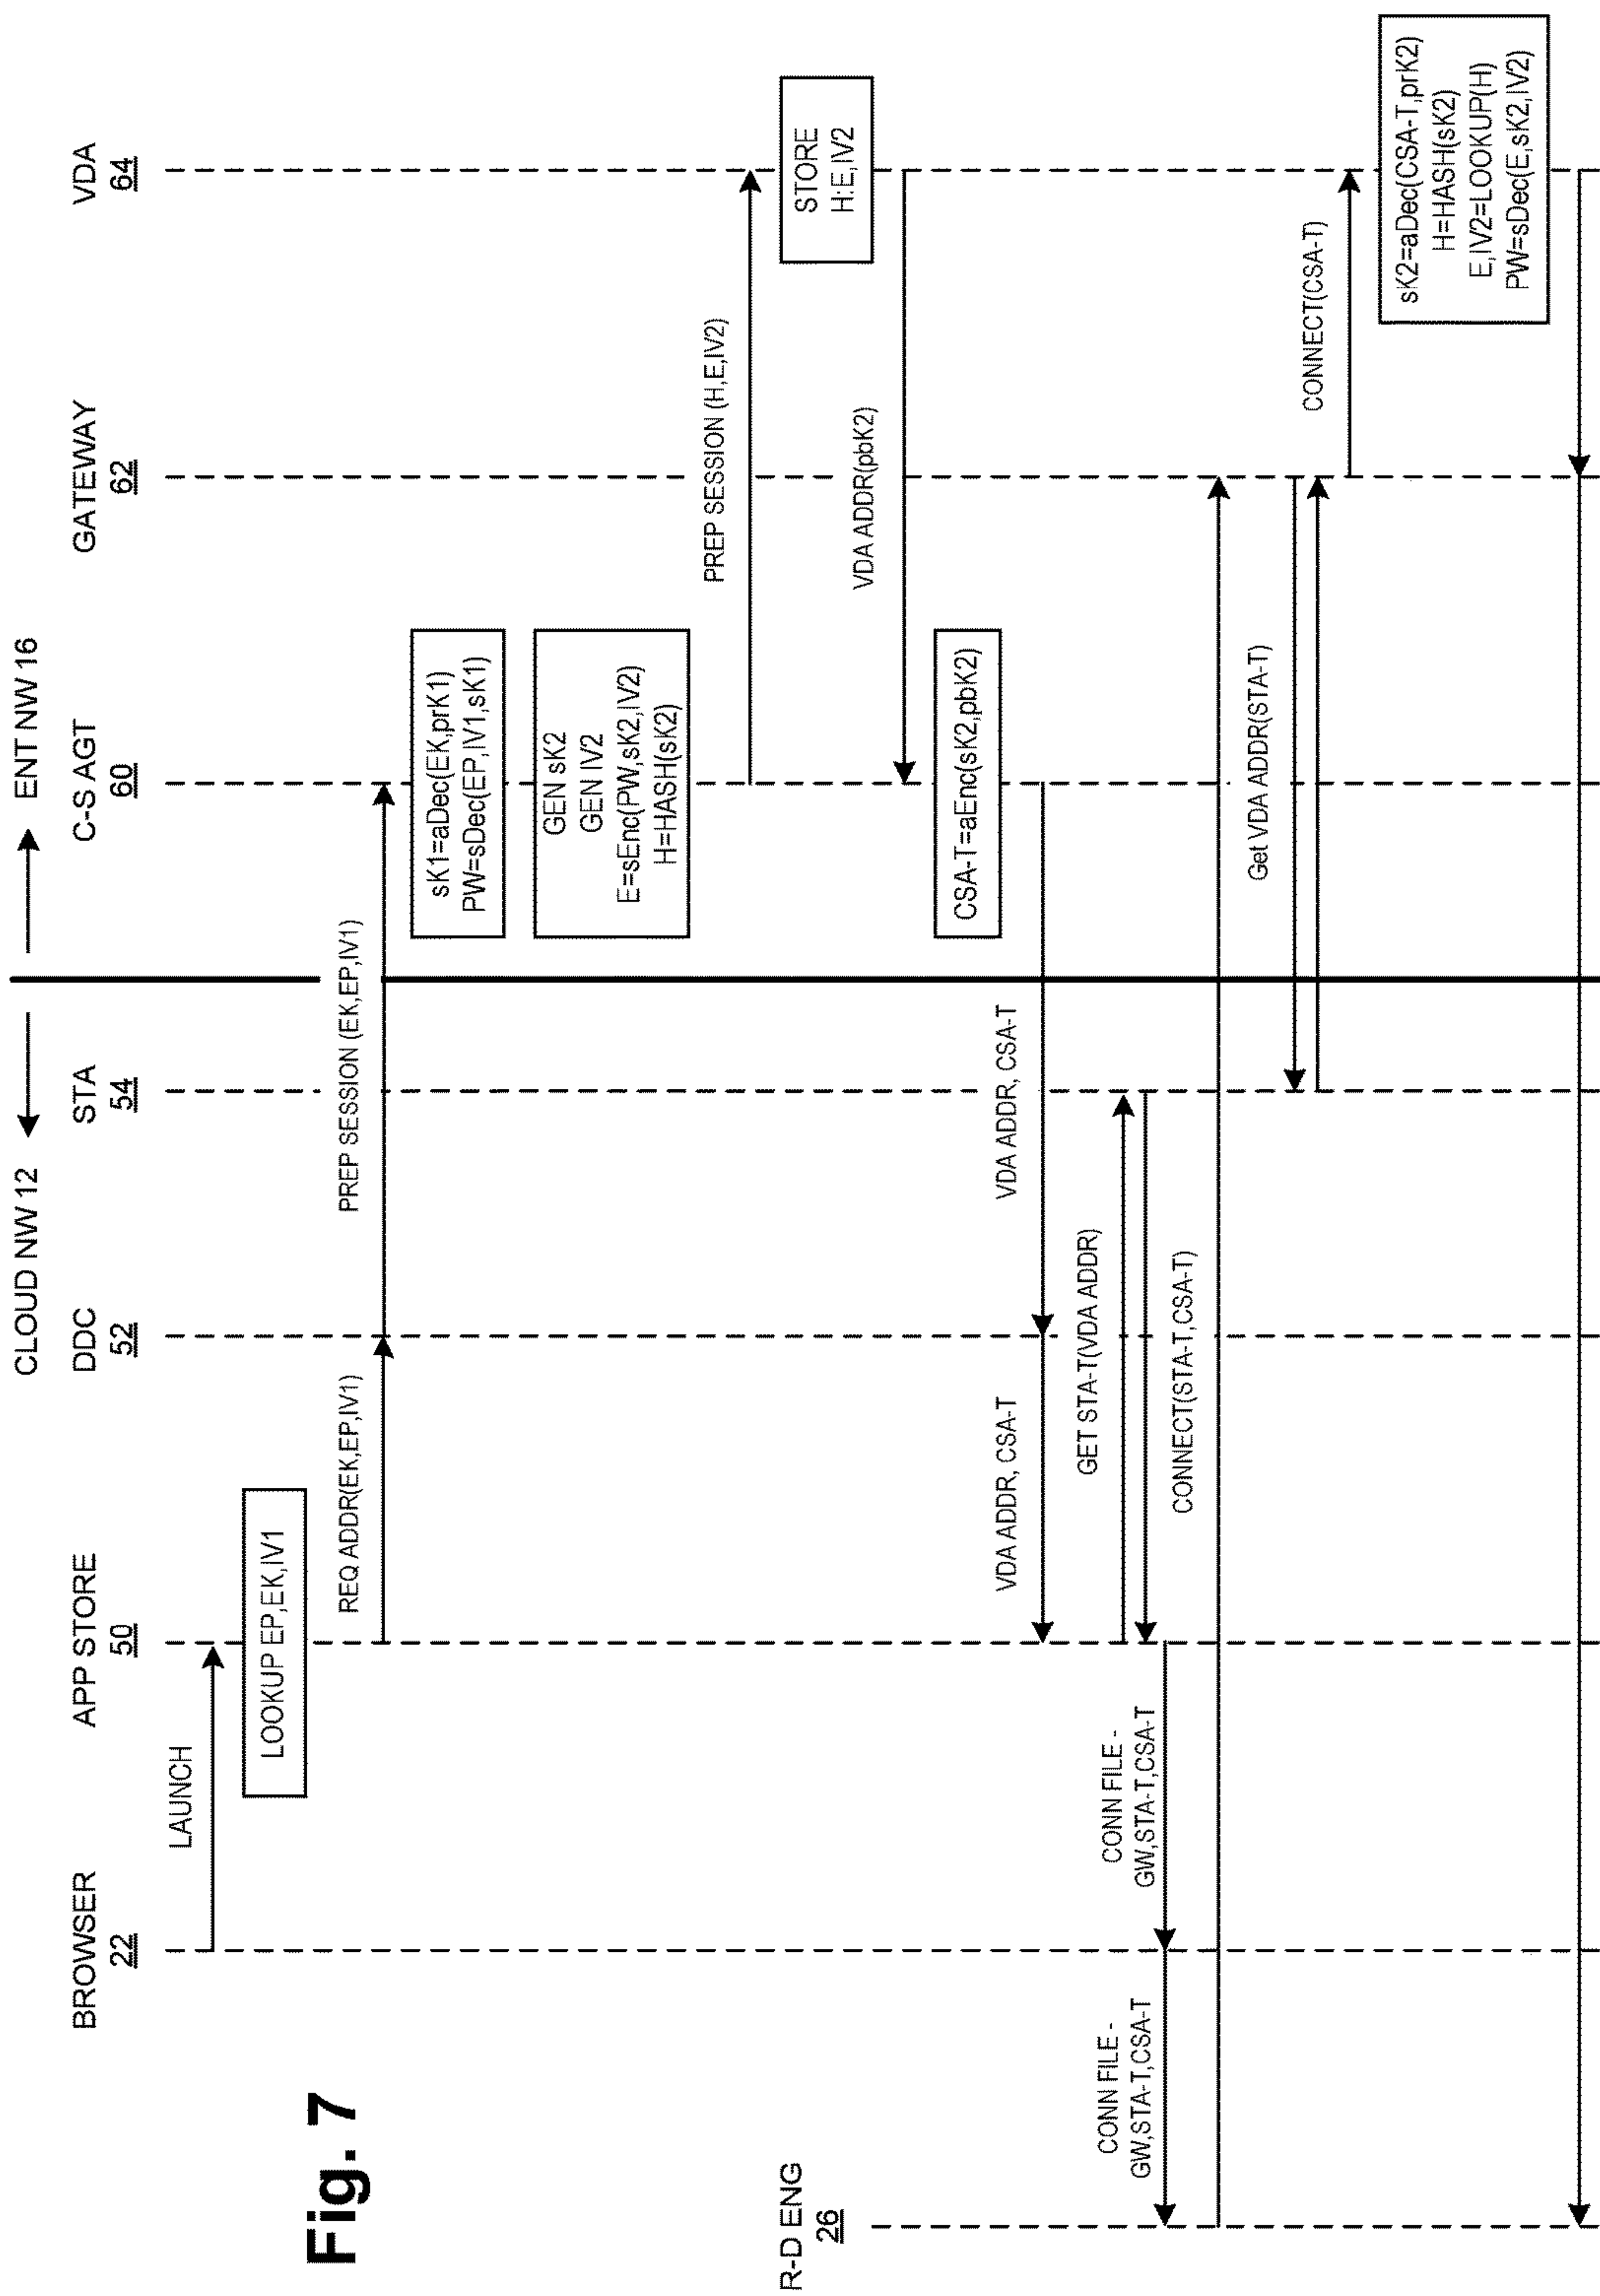 Fig. 7
CLOUD NW 12
ENT NW 16
R-D ENG
26
BROWSER
22
APP STORE
50
DDC
52
STA
54
C-S AGT
60
GATEWAY
62
VDA
64
LAUNCH
LOOKUP EP,EK,IV1
REQ ADDR(EK,EP,IV1)
PREP SESSION (EK,EP,IV1)
sK1=aDec(EK,prK1)
PW=sDec(EP,IV1,sK1)
GEN sK2
GEN IV2
E=sEnc(PW,sK2,IV2)
H=HASH(sK2)
PREP SESSION (H,E,IV2)
STORE
H:E,IV2
VDA ADDR(pbK2)
CSA-T=aEnc(sK2,pbK2)
VDA ADDR, CSA-T
VDA ADDR, CSA-T
GET STA-T(VDA ADDR)
CONN FILE -
GW,STA-T,CSA-T
CONN FILE -
GW,STA-T,CSA-T
CONNECT(STA-T,CSA-T)
Get VDA ADDR(STA-T)
CONNECT(CSA-T)
sK2=aDec(CSA-T,prK2)
H=HASH(sK2)
E,IV2=LOOKUP(H)
PW=sDec(E,sK2,IV2)